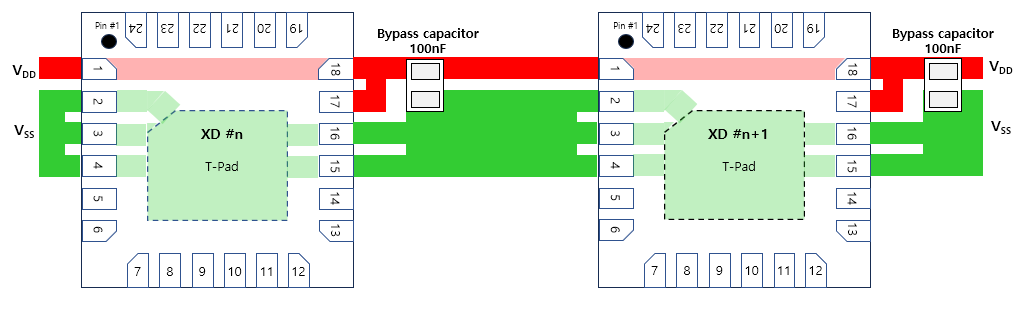 Pin #1
24 23 22 21 20 19
Bypass capacitor
100nF
Pin #1
24 23 22 21 20 19
Bypass capacitor
100nF
VDD
1
18
1
18
VDD
2
17
2
17
VSS
3
XD #n
16
3
XD #n+1
16
VSS
4
T-Pad
15
4
T-Pad
15
5
14
5
14
6
13
6
13
7 8 9 10 11 12
7 8 9 10 11 12